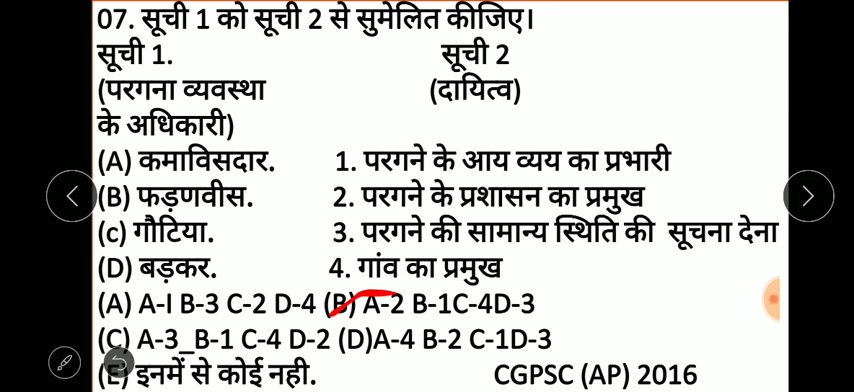 07. सूची 1 को सूची 2 से सुमेलित कीजिए।
सूची 1. सूची 2
(परगना व्यवस्था (दायित्व)
के अधिकारी)
(A) कमाविसदार. 1. परगने के आय व्यय का प्रभारी
(B) फड़णवीस. 2. परगने के प्रशासन का प्रमुख
(c) गौटिया. 3. परगने की सामान्य स्थिति की सूचना देना
(D) बड़कर. 4. गांव का प्रमुख
(A) A-I B-3 C-2 D-4 (B) A-2 B-1C-4D-3
(C) A-3_B-1 C-4 D-2 (D)A-4 B-2 C-1D-3
(E) इनमें से कोई नही. CGPSC (AP) 2016